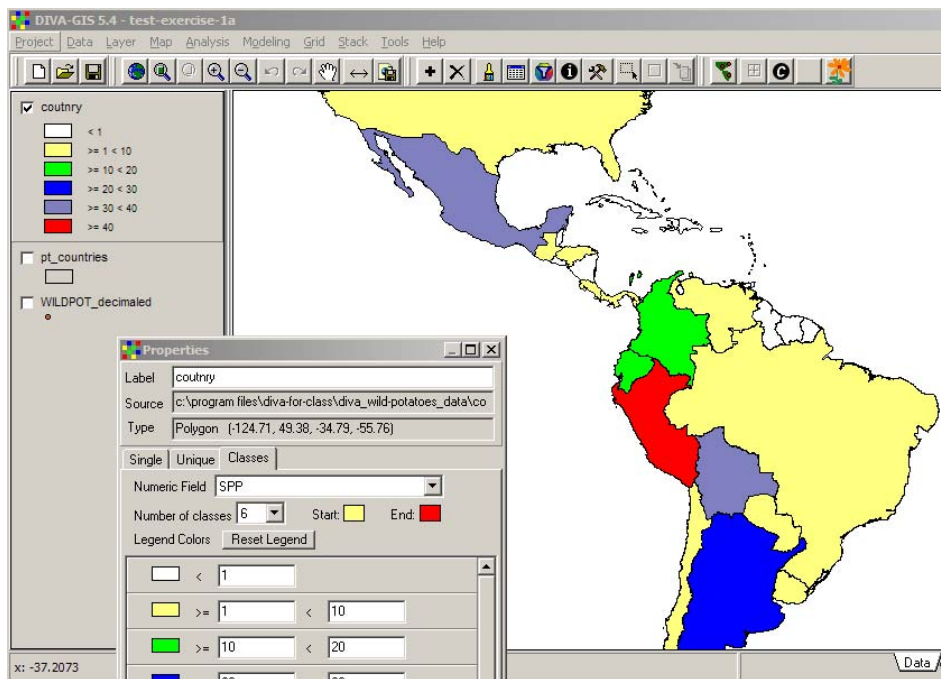 DIVA-GIS 5.4 - test-exercise-1a
Project Data Layer Map Analysis Modeling Grid Stack Tools Help
coutnry
< 1
>= 1 < 10
>= 10 < 20
>= 20 < 30
>= 30 < 40
>= 40
pt_countries
WILDPOT_decimaled
Properties
Label coutnry
Source c:\program files\diva-for-class\diva_wild-potatoes_data\co
Type Polygon (-124.71, 49.38, -34.79, -55.76)
Single Unique Classes
Numeric Field SPP
Number of classes 6 Start: End:
Legend Colors Reset Legend
< 1
>= 1 < 10
>= 10 < 20
x: -37.2073
Data